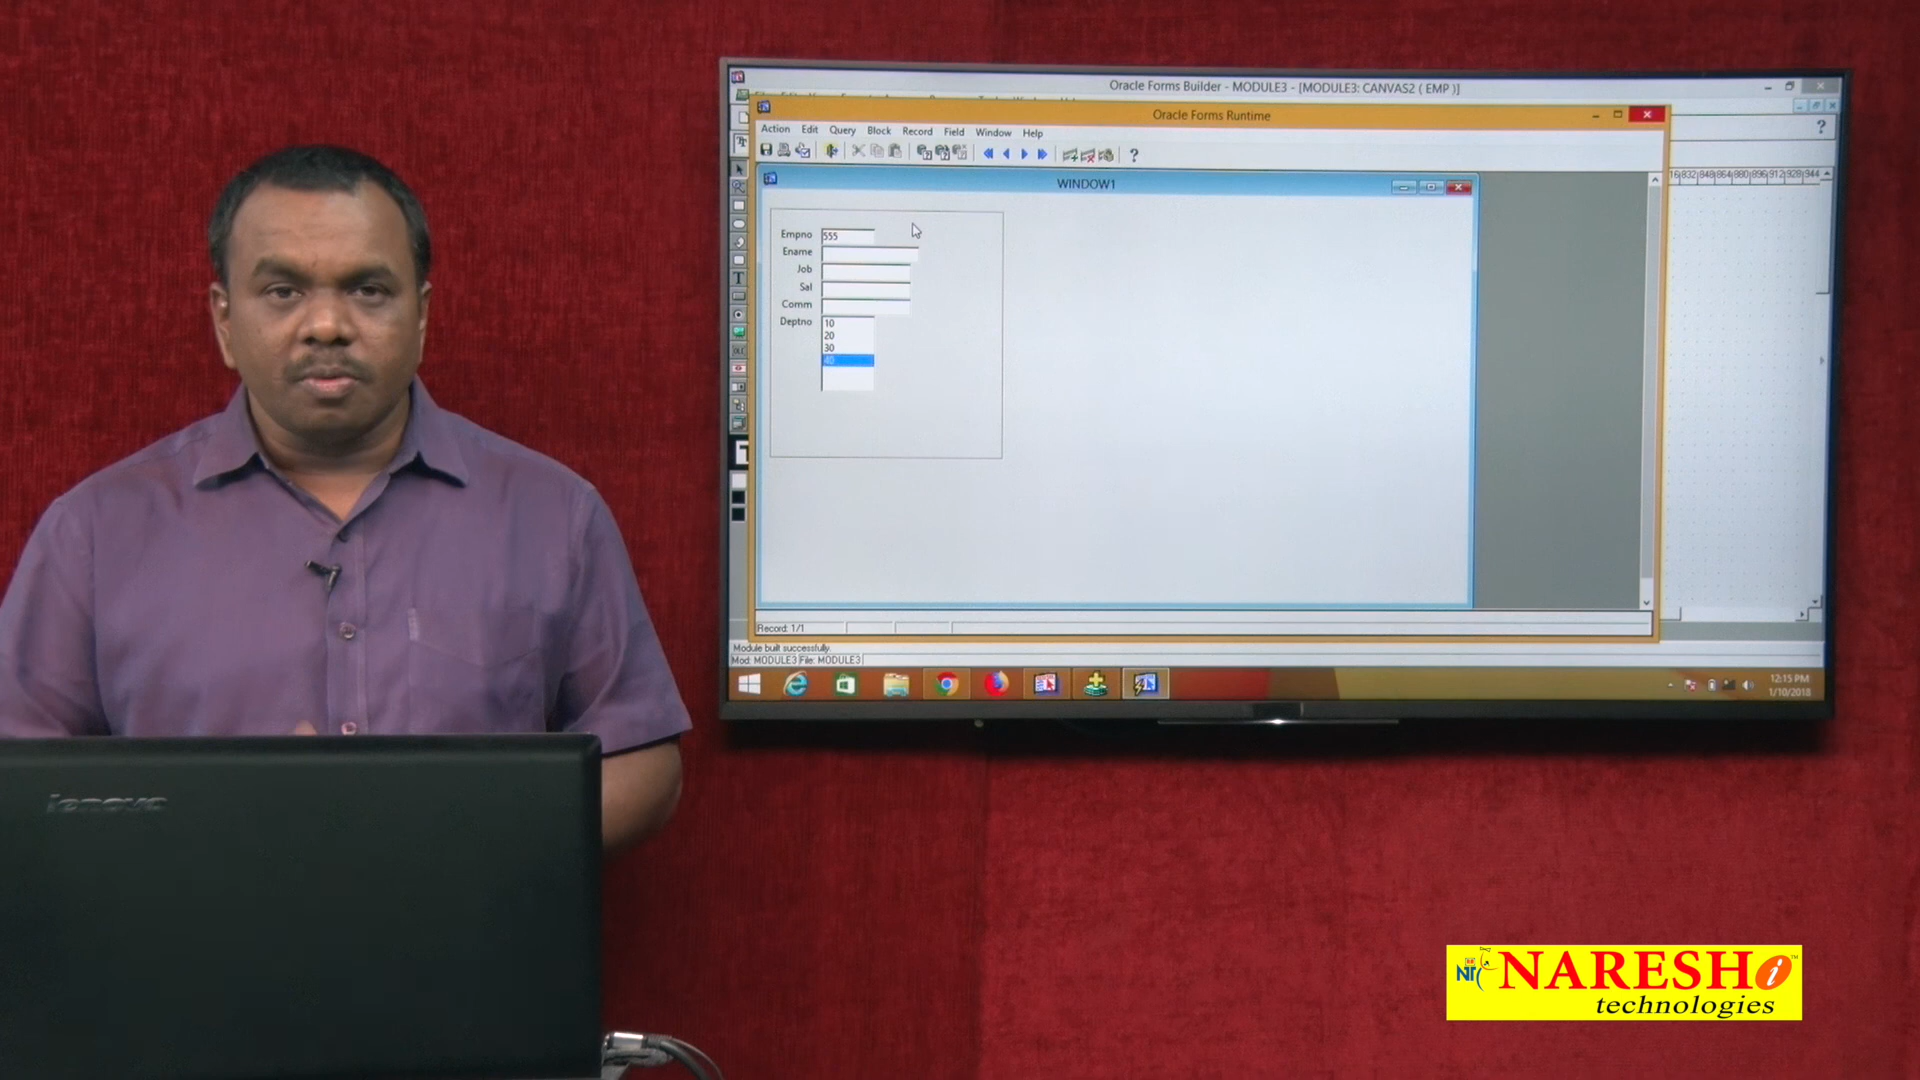 Oracle Forms Builder - MODULE3 - [MODULE3: CANVAS2 ( EMP )]
Oracle Forms Runtime
Action Edit Query Block Record Field Window Help
WINDOW1
Empno 555
Ename
Job
Sal
Comm
Deptno 10
20
30
40
Record: 1/1
Module built successfully.
Mod: MODULE3 File: MODULE3
12:15 PM
1/10/2018
lenovo
NARESH i
technologies